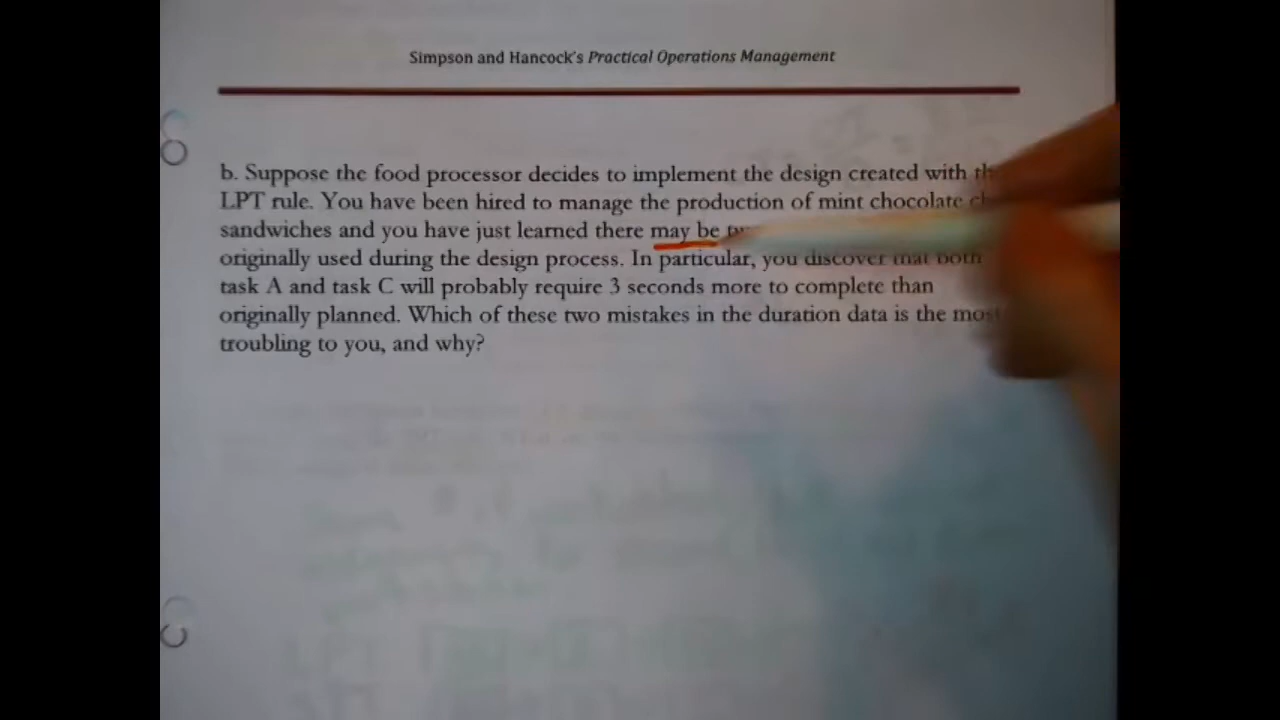 Simpson and Hancock's Practical Operations Management
b. Suppose the food processor decides to implement the design created with
LPT rule. You have been hired to manage the production of mint chocolate
sandwiches and you have just learned there may be
originally used during the design process. In particular, you discover that both
task A and task C will probably require 3 seconds more to complete than
originally planned. Which of these two mistakes in the duration data is the most
troubling to you, and why?